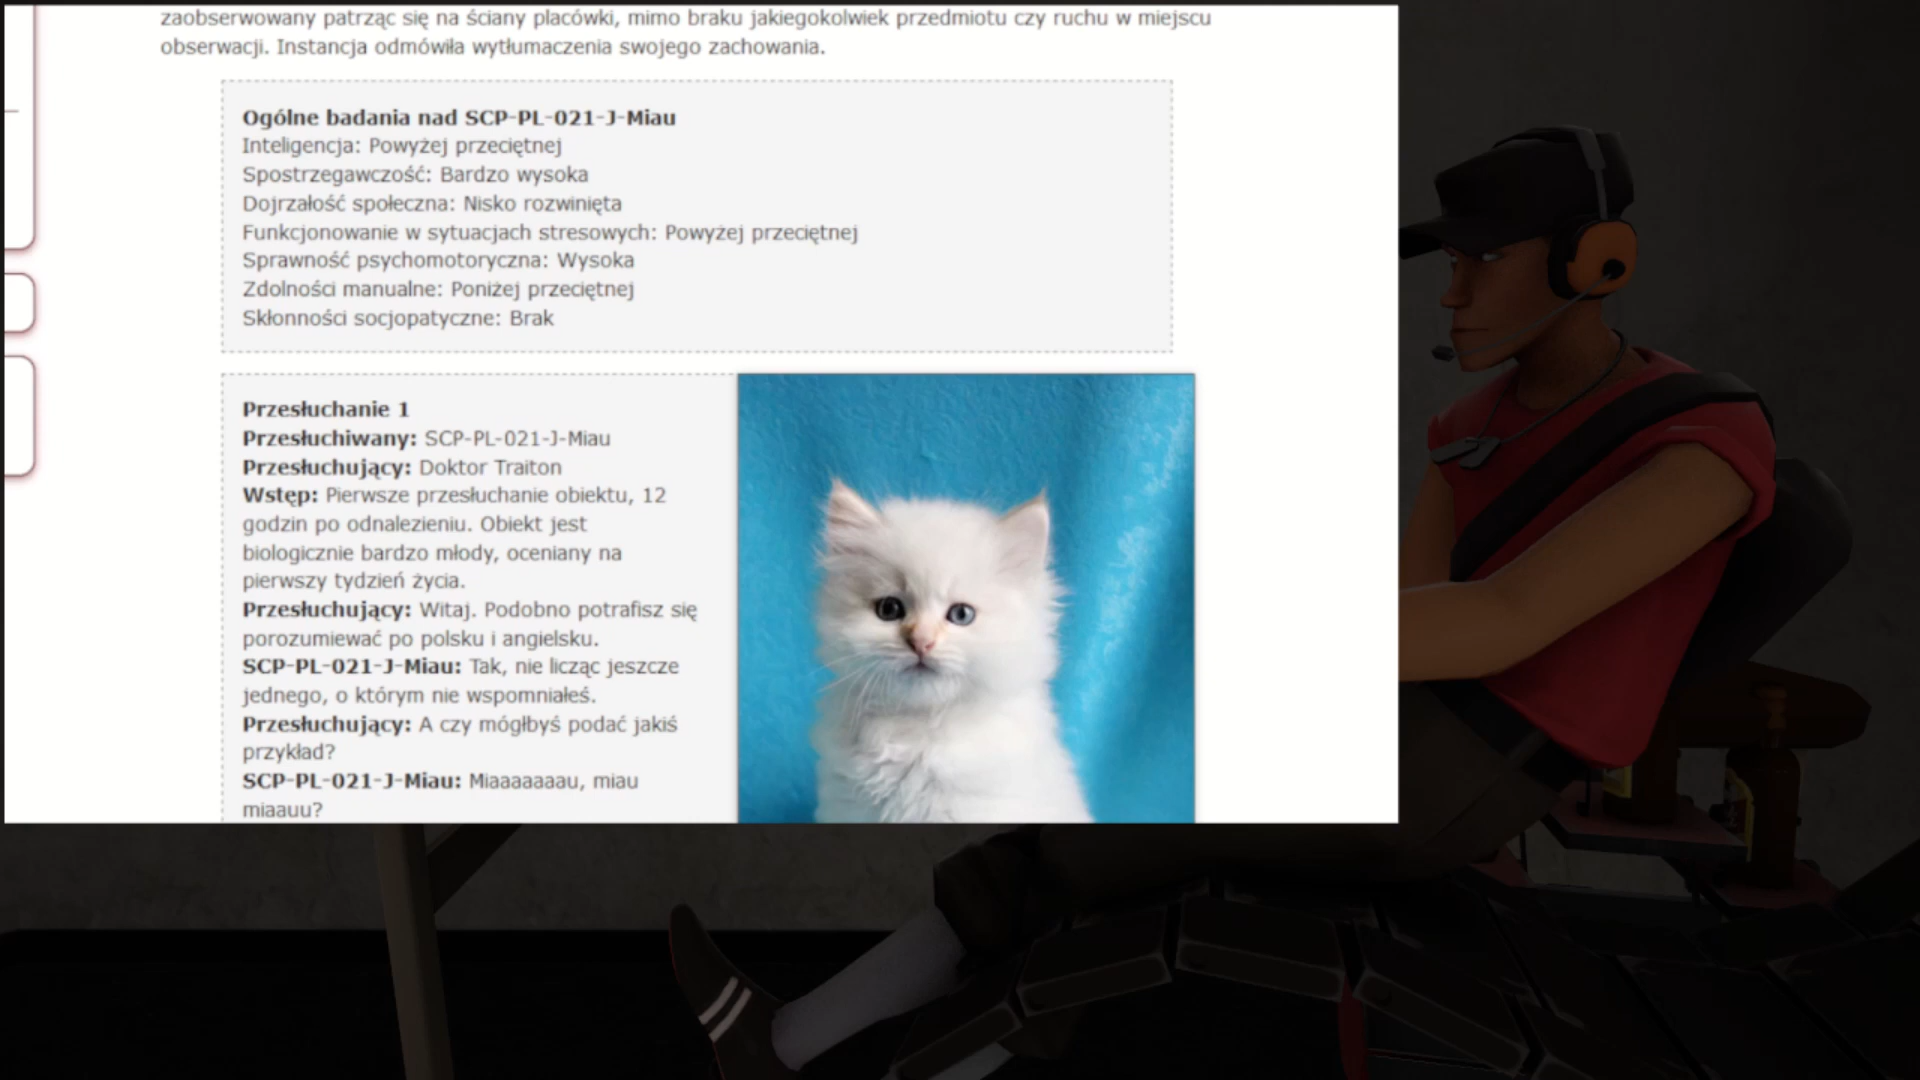 zaobserwowany patrząc się na ściany placówki, mimo braku jakiegokolwiek przedmiotu czy ruchu w miejscu
obserwacji. Instancja odmówiła wytłumaczenia swojego zachowania.
Ogólne badania nad SCP-PL-021-J-Miau
Inteligencja: Powyżej przeciętnej
Spostrzegawczość: Bardzo wysoka
Dojrzałość społeczna: Nisko rozwinięta
Funkcjonowanie w sytuacjach stresowych: Powyżej przeciętnej
Sprawność psychomotoryczna: Wysoka
Zdolności manualne: Poniżej przeciętnej
Skłonności socjopatyczne: Brak
Przesłuchanie 1
Przesłuchiwany: SCP-PL-021-J-Miau
Przesłuchujący: Doktor Traiton
Wstęp: Pierwsze przesłuchanie obiektu, 12
godzin po odnalezieniu. Obiekt jest
biologicznie bardzo młody, oceniany na
pierwszy tydzień życia.
Przesłuchujący: Witaj. Podobno potrafisz się
porozumiewać po polsku i angielsku.
SCP-PL-021-J-Miau: Tak, nie licząc jeszcze
jednego, o którym nie wspomniałeś.
Przesłuchujący: A czy mógłbyś podać jakiś
przykład?
SCP-PL-021-J-Miau: Miaaaaaaau, miau
miaauu?